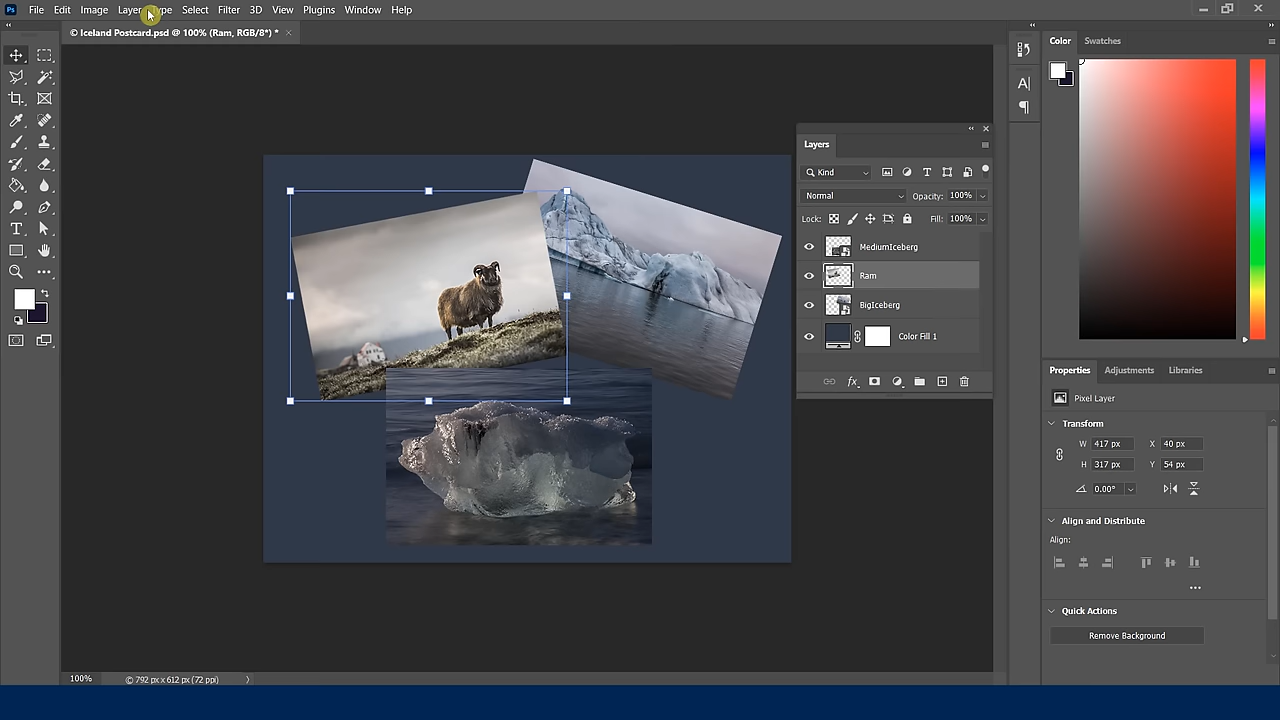 Ps File Edit Image Layer Type Select Filter 3D View Plugins Window Help
© Iceland Postcard.psd @ 100% (Ram, RGB/8*) *
Color Swatches
Layers
Kind
Normal Opacity: 100%
Lock: Fill: 100%
MediumIceberg
Ram
BigIceberg
Color Fill 1
fx
Properties Adjustments Libraries
Pixel Layer
Transform
W 417 px X 40 px
H 317 px Y 54 px
0.00°
Align and Distribute
Align:
Quick Actions
Remove Background
100% © 792 px x 612 px (72 ppi)